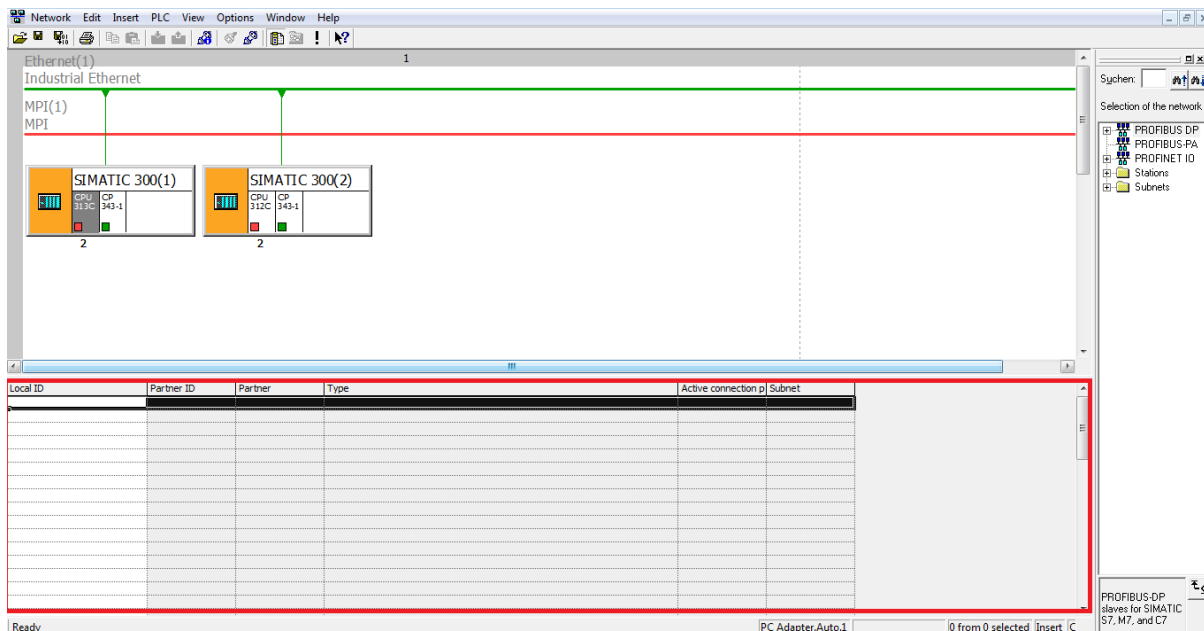 Network Edit Insert PLC View Options Window Help
Ethernet(1) 1
Industrial Ethernet
MPI(1)
MPI
SIMATIC 300(1)
CPU 313C
CP 343-1
2
SIMATIC 300(2)
CPU 312C
CP 343-1
2
Local ID Partner ID Partner Type Active connection p Subnet
Suchen:
Selection of the network
PROFIBUS DP
PROFIBUS-PA
PROFINET IO
Stations
Subnets
PROFIBUS-DP
slaves for SIMATIC
S7, M7, and C7
Ready PC Adapter.Auto.1 0 from 0 selected Insert C